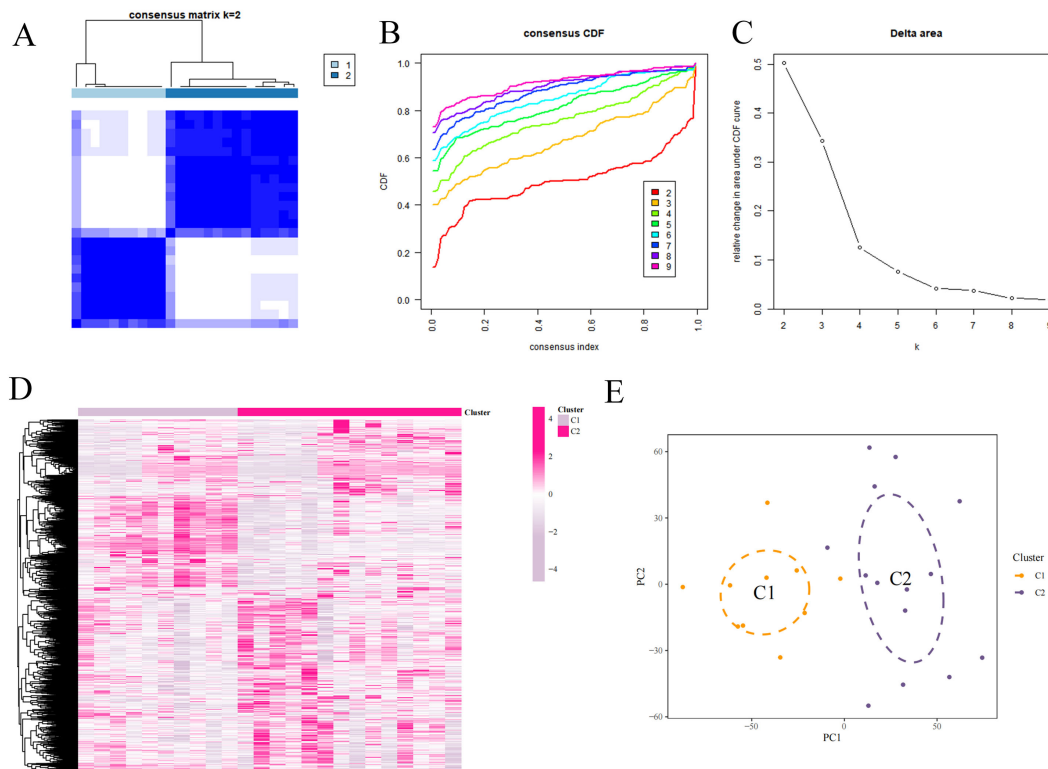 A
consensus matrix k=2
1
2
B
consensus CDF
CDF
0.0
0.2
0.4
0.6
0.8
1.0
0.0
0.2
0.4
0.6
0.8
1.0
consensus index
2
3
4
5
6
7
8
9
C
Delta area
relative change in area under CDF curve
0.0
0.1
0.2
0.3
0.4
0.5
2
3
4
5
6
7
8
9
k
D
Cluster
4
2
0
−2
−4
Cluster
C1
C2
E
PC2
60
30
0
−30
−60
C1
C2
−50
0
50
PC1
Cluster
C1
C2